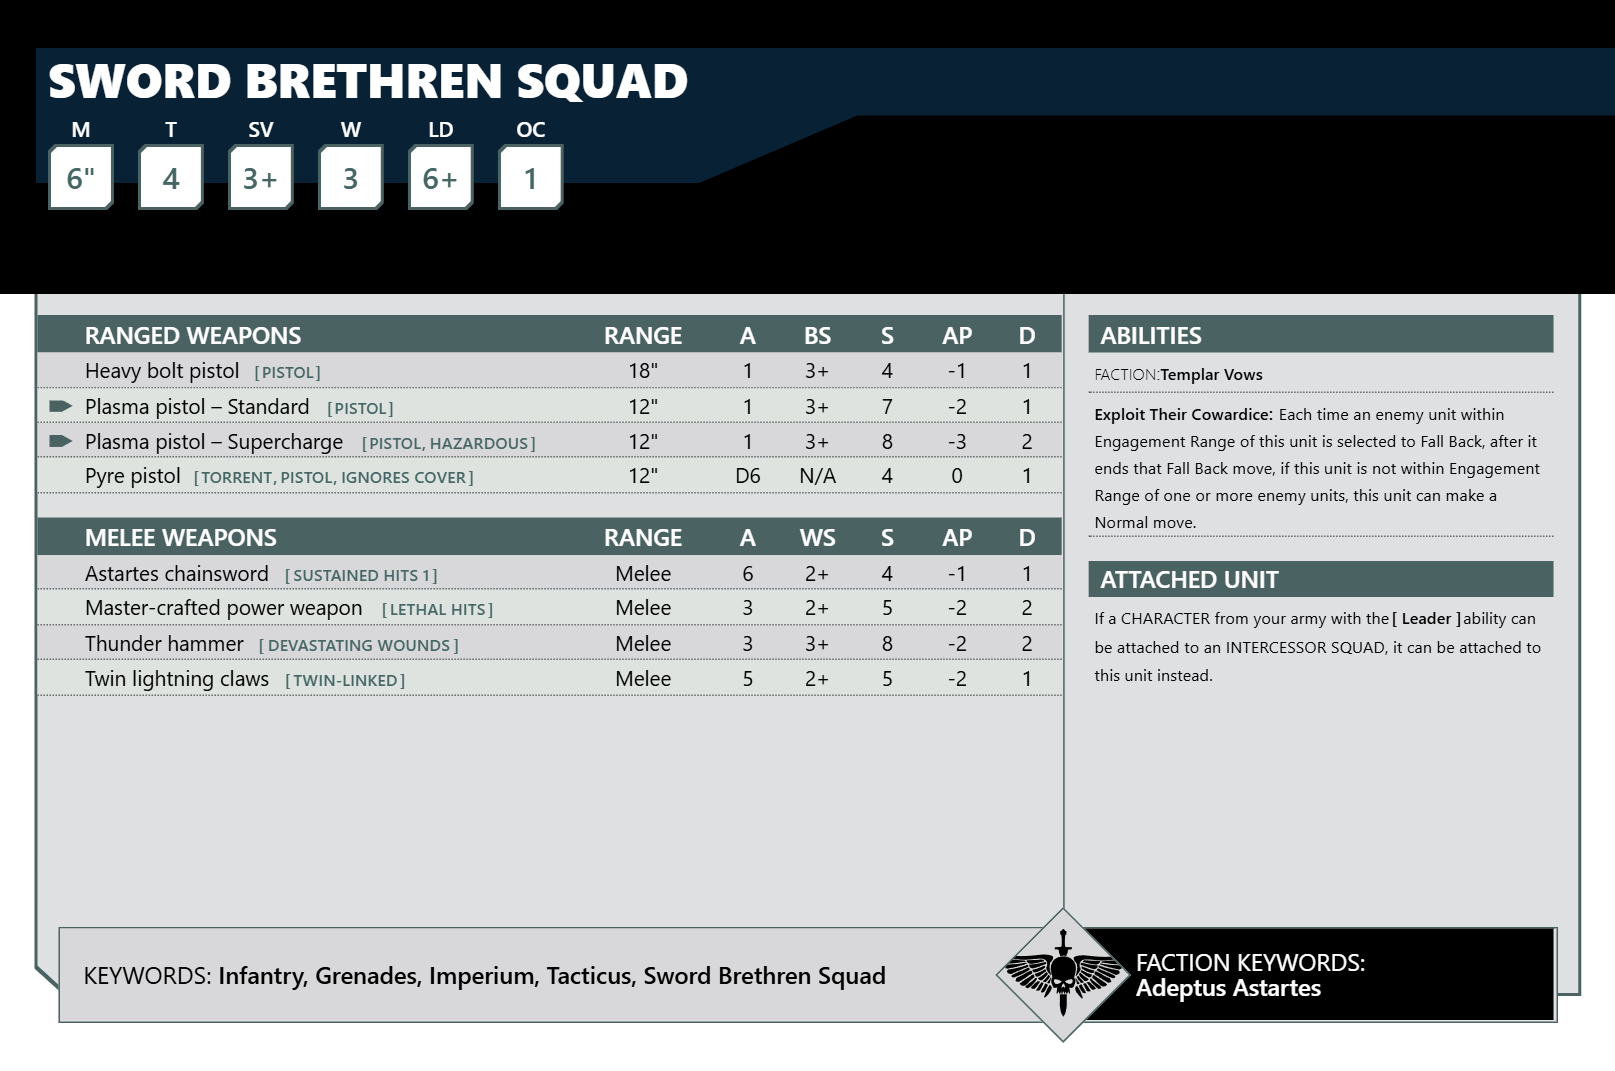 SWORD BRETHREN SQUAD
M T SV W LD OC
6" 4 3+ 3 6+ 1
RANGED WEAPONS RANGE A BS S AP D
Heavy bolt pistol [PISTOL] 18" 1 3+ 4 -1 1
Plasma pistol – Standard [PISTOL] 12" 1 3+ 7 -2 1
Plasma pistol – Supercharge [PISTOL, HAZARDOUS] 12" 1 3+ 8 -3 2
Pyre pistol [TORRENT, PISTOL, IGNORES COVER] 12" D6 N/A 4 0 1
MELEE WEAPONS RANGE A WS S AP D
Astartes chainsword [SUSTAINED HITS 1] Melee 6 2+ 4 -1 1
Master-crafted power weapon [LETHAL HITS] Melee 3 2+ 5 -2 2
Thunder hammer [DEVASTATING WOUNDS] Melee 3 3+ 8 -2 2
Twin lightning claws [TWIN-LINKED] Melee 5 2+ 5 -2 1
ABILITIES
FACTION:Templar Vows
Exploit Their Cowardice: Each time an enemy unit within
Engagement Range of this unit is selected to Fall Back, after it
ends that Fall Back move, if this unit is not within Engagement
Range of one or more enemy units, this unit can make a
Normal move.
ATTACHED UNIT
If a CHARACTER from your army with the [ Leader ] ability can
be attached to an INTERCESSOR SQUAD, it can be attached to
this unit instead.
KEYWORDS: Infantry, Grenades, Imperium, Tacticus, Sword Brethren Squad
FACTION KEYWORDS:
Adeptus Astartes